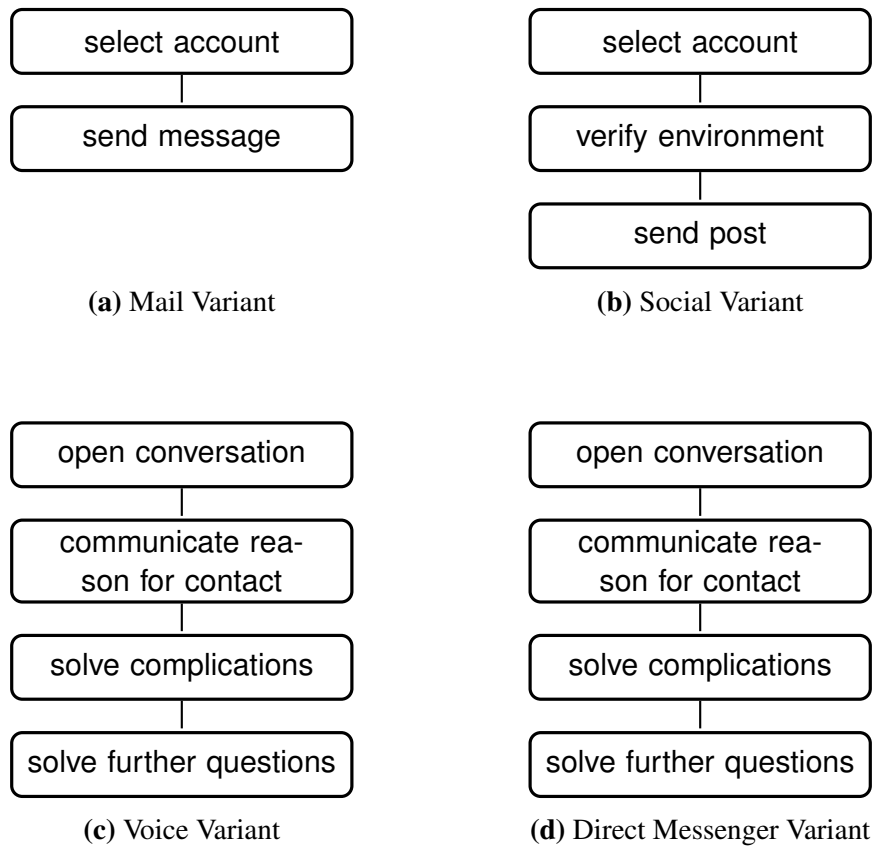 select account
send message
(a) Mail Variant
select account
verify environment
send post
(b) Social Variant
open conversation
communicate rea-
son for contact
solve complications
solve further questions
(c) Voice Variant
open conversation
communicate rea-
son for contact
solve complications
solve further questions
(d) Direct Messenger Variant